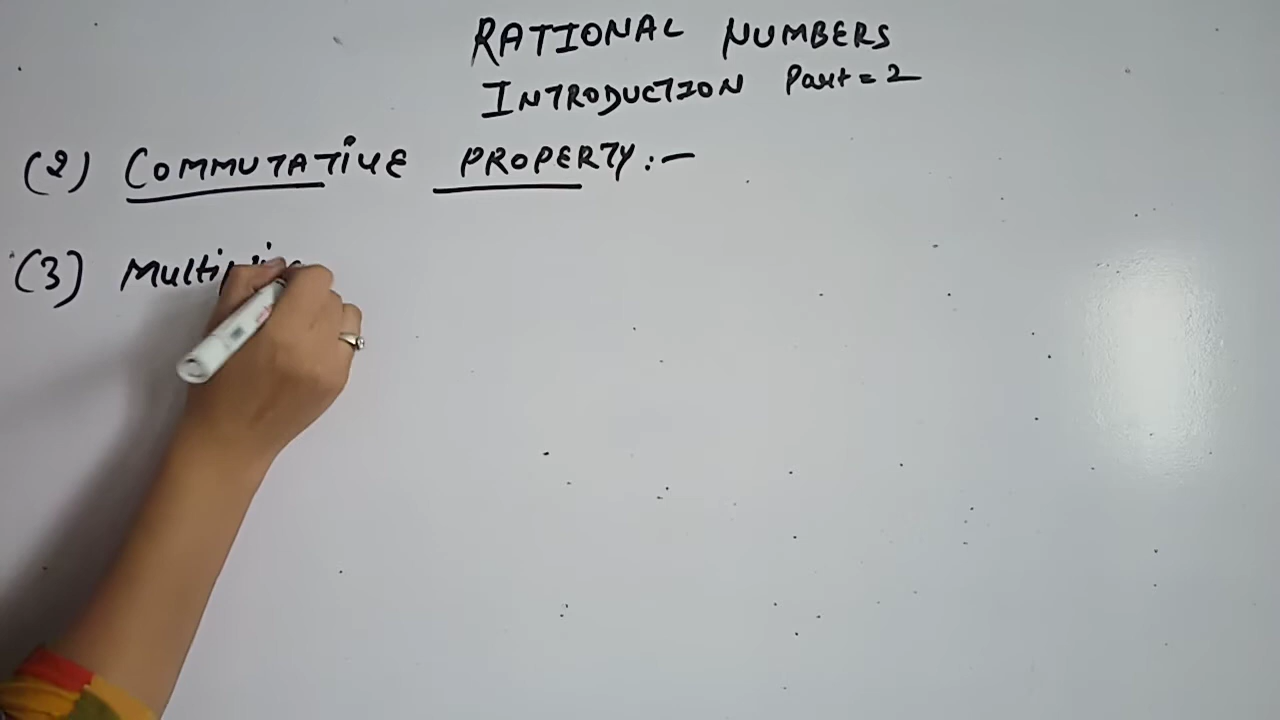 RATIONAL NUMBERS
INTRODUCTION Part = 2
(2) COMMUTATIVE PROPERTY :-
(3)